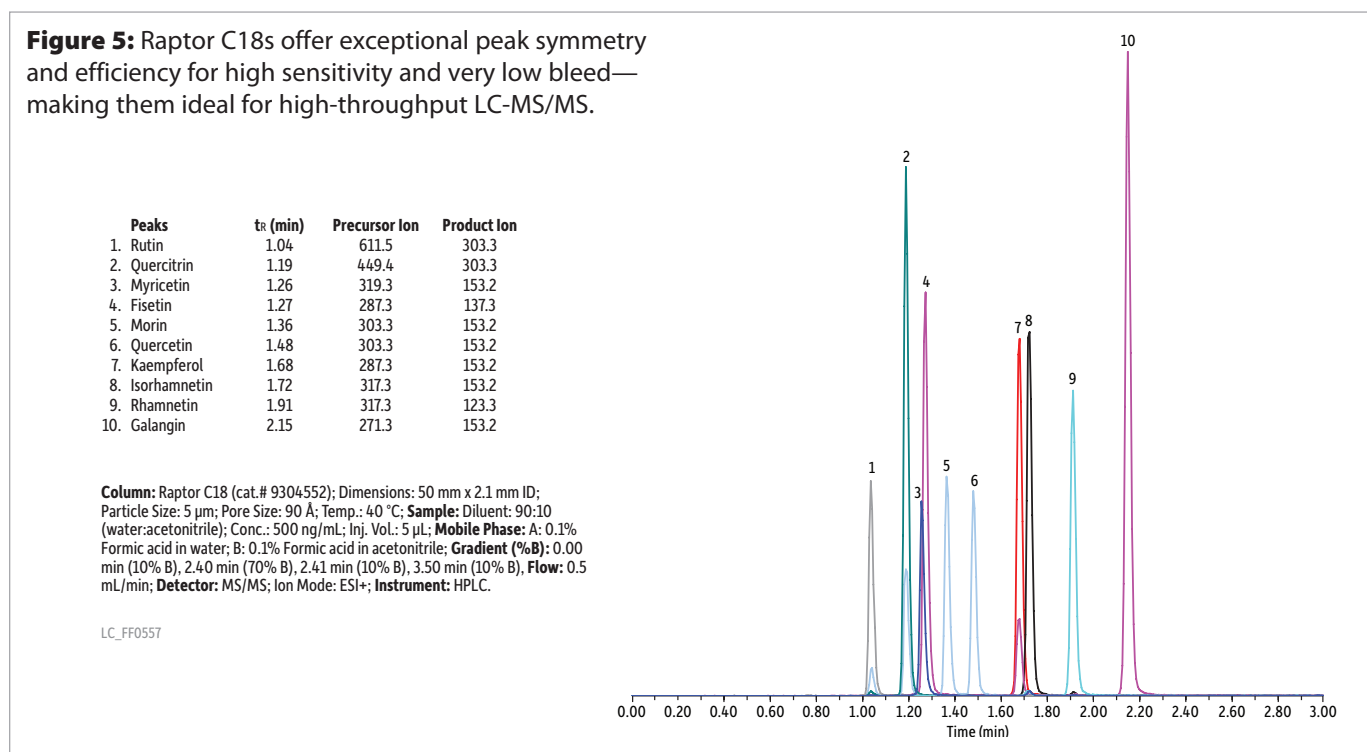 Figure 5: Raptor C18s offer exceptional peak symmetry
and efficiency for high sensitivity and very low bleed—
making them ideal for high-throughput LC-MS/MS.
Peaks tR (min) Precursor Ion Product Ion
1. Rutin 1.04 611.5 303.3
2. Quercitrin 1.19 449.4 303.3
3. Myricetin 1.26 319.3 153.2
4. Fisetin 1.27 287.3 137.3
5. Morin 1.36 303.3 153.2
6. Quercetin 1.48 303.3 153.2
7. Kaempferol 1.68 287.3 153.2
8. Isorhamnetin 1.72 317.3 153.2
9. Rhamnetin 1.91 317.3 123.3
10. Galangin 2.15 271.3 153.2
Column: Raptor C18 (cat.# 9304552); Dimensions: 50 mm x 2.1 mm ID;
Particle Size: 5 µm; Pore Size: 90 Å; Temp.: 40 °C; Sample: Diluent: 90:10
(water:acetonitrile); Conc.: 500 ng/mL; Inj. Vol.: 5 µL; Mobile Phase: A: 0.1%
Formic acid in water; B: 0.1% Formic acid in acetonitrile; Gradient (%B): 0.00
min (10% B), 2.40 min (70% B), 2.41 min (10% B), 3.50 min (10% B), Flow: 0.5
mL/min; Detector: MS/MS; Ion Mode: ESI+; Instrument: HPLC.
LC_FF0557
10
2
4
7 8
9
1
5
6
3
0.00 0.20 0.40 0.60 0.80 1.00 1.20 1.40 1.60 1.80 2.00 2.20 2.40 2.60 2.80 3.00
Time (min)